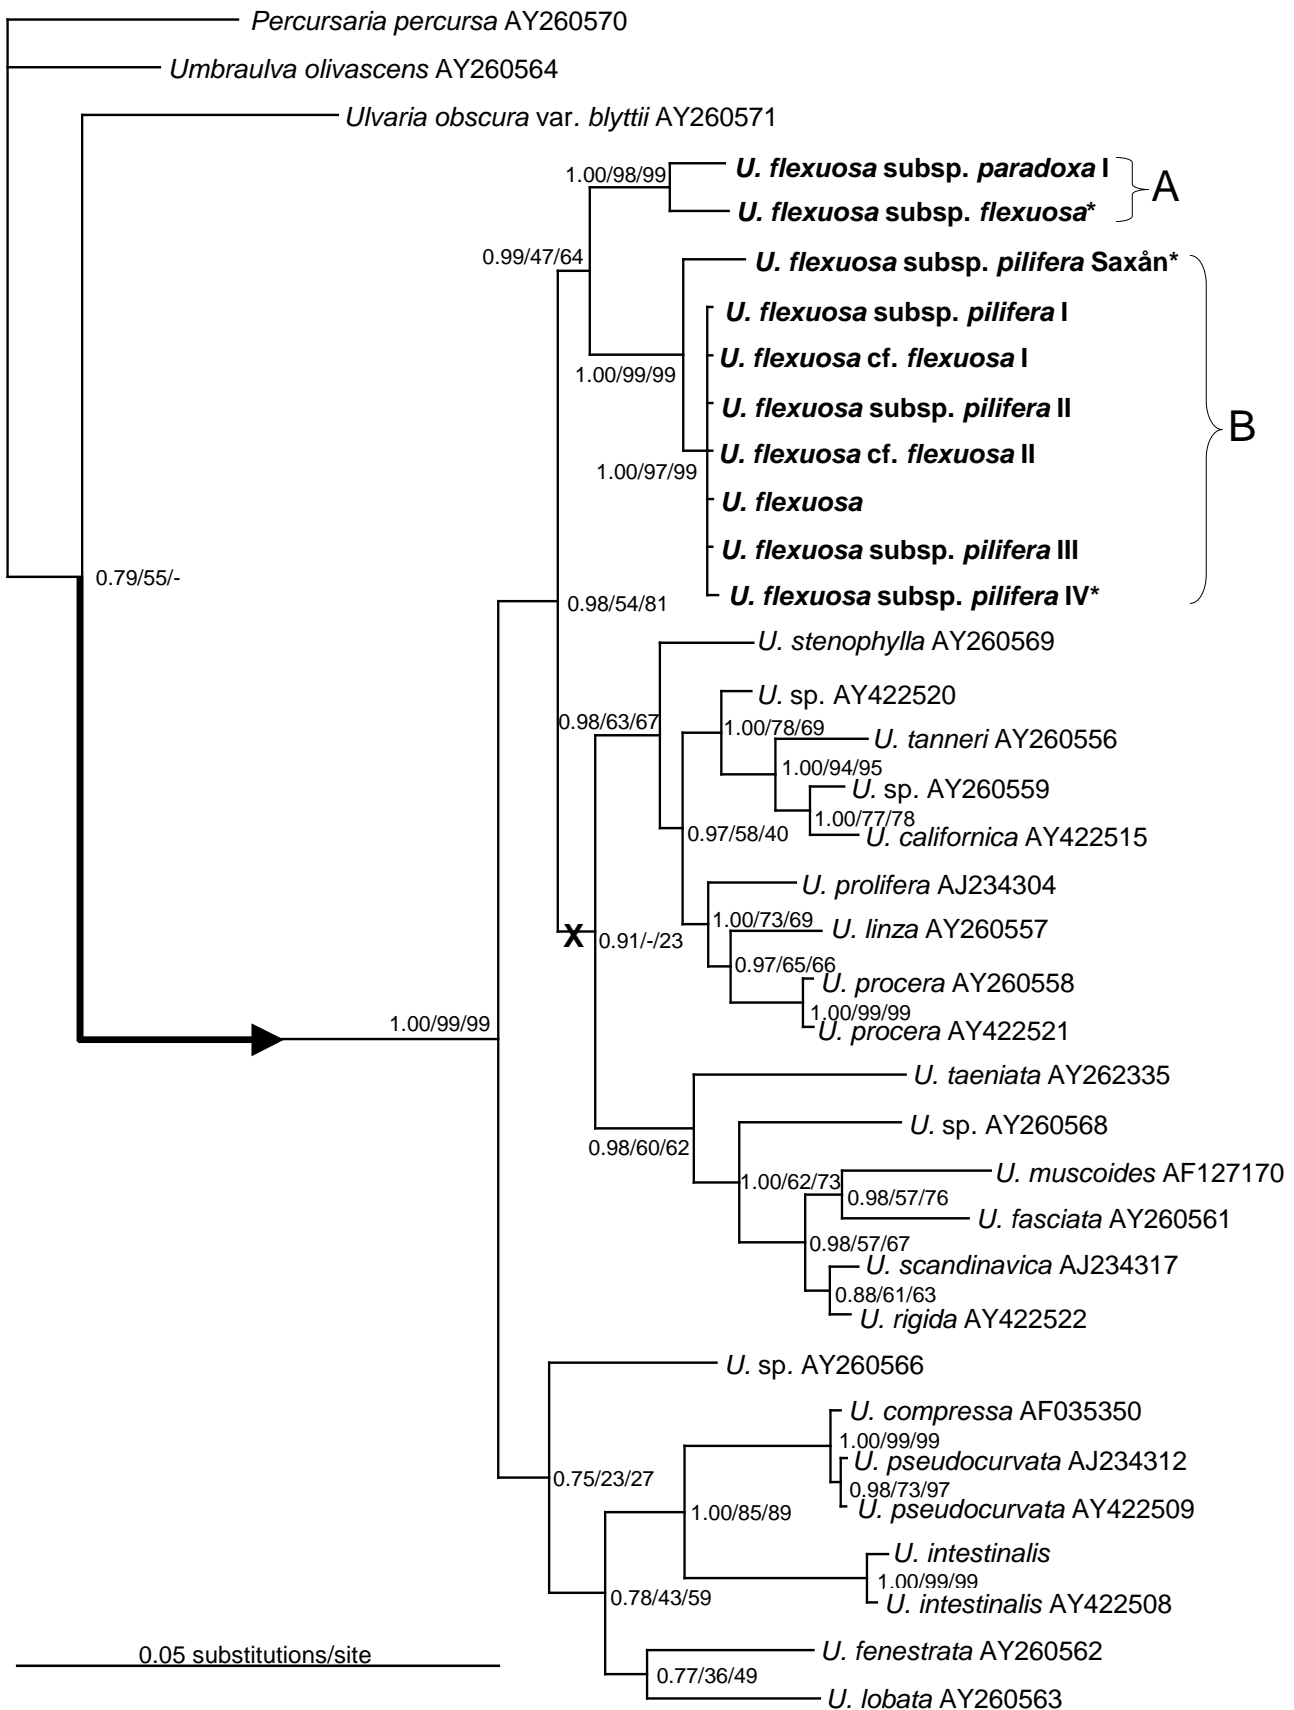 Percursaria percursa AY260570
Umbraulva olivascens AY260564
Ulvaria obscura var. blyttii AY260571
U. flexuosa subsp. paradoxa I
1.00/98/99
A
U. flexuosa subsp. flexuosa*
0.99/47/64
U. flexuosa subsp. pilifera Saxån*
U. flexuosa subsp. pilifera I
U. flexuosa cf. flexuosa I
1.00/99/99
U. flexuosa subsp. pilifera II
B
U. flexuosa cf. flexuosa II
1.00/97/99
U. flexuosa
U. flexuosa subsp. pilifera III
0.79/55/-
U. flexuosa subsp. pilifera IV*
0.98/54/81
U. stenophylla AY260569
U. sp. AY422520
0.98/63/67
1.00/78/69
U. tanneri AY260556
1.00/94/95
U. sp. AY260559
1.00/77/78
0.97/58/40
U. californica AY422515
U. prolifera AJ234304
1.00/73/69
U. linza AY260557
X
0.91/-/23
0.97/65/66
U. procera AY260558
1.00/99/99
1.00/99/99
U. procera AY422521
U. taeniata AY262335
U. sp. AY260568
0.98/60/62
U. muscoides AF127170
1.00/62/73
0.98/57/76
U. fasciata AY260561
0.98/57/67
U. scandinavica AJ234317
0.88/61/63
U. rigida AY422522
U. sp. AY260566
U. compressa AF035350
1.00/99/99
U. pseudocurvata AJ234312
0.75/23/27
0.98/73/97
U. pseudocurvata AY422509
1.00/85/89
U. intestinalis
1.00/99/99
0.78/43/59
U. intestinalis AY422508
0.05 substitutions/site
U. fenestrata AY260562
0.77/36/49
U. lobata AY260563